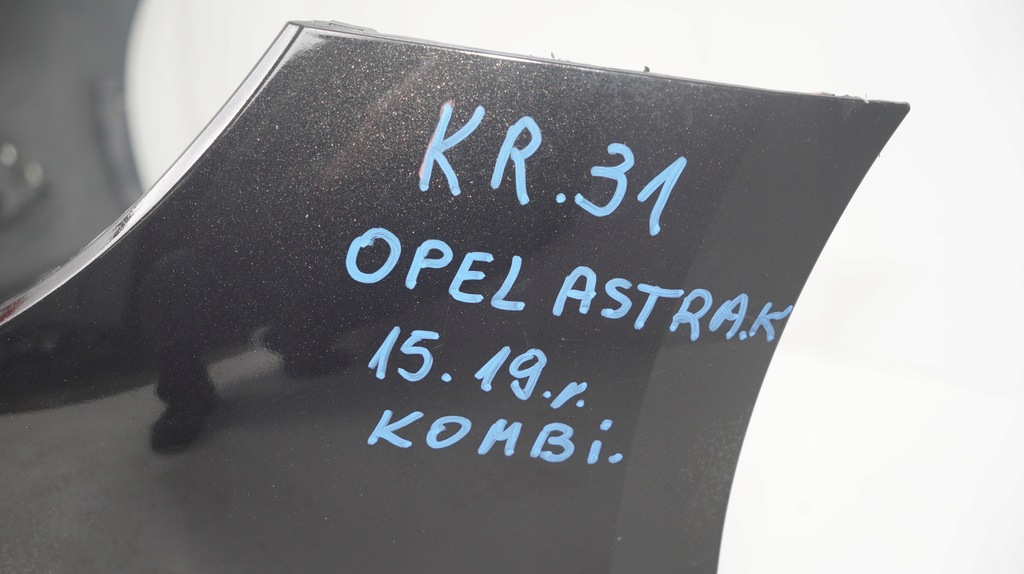 KR.31
OPEL ASTRA.K
15.19.r.
KOMBi.